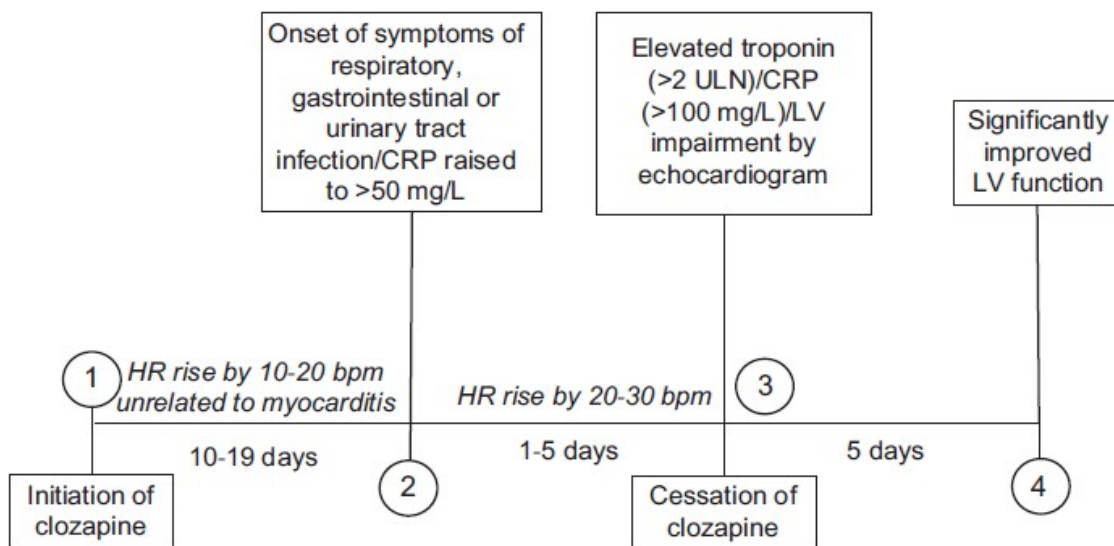 Onset of symptoms of
respiratory,
gastrointestinal or
urinary tract
infection/CRP raised
to >50 mg/L
Elevated troponin
(>2 ULN)/CRP
(>100 mg/L)/LV
impairment by
echocardiogram
Significantly
improved
LV function
1
HR rise by 10-20 bpm
unrelated to myocarditis
HR rise by 20-30 bpm
3
10-19 days
1-5 days
5 days
Initiation of
clozapine
2
Cessation of
clozapine
4